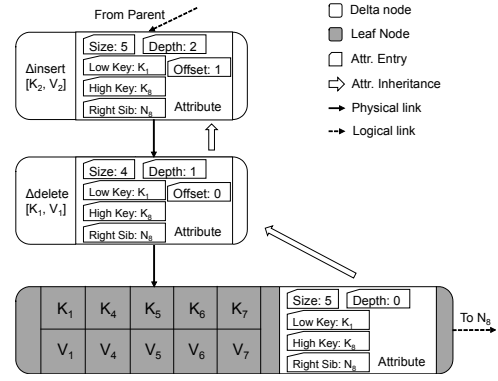 From Parent
Δinsert
[K₂, V₂]
Size: 5
Depth: 2
Low Key: K₁
Offset: 1
High Key: K₈
Right Sib: N₈
Attribute
Δdelete
[K₁, V₁]
Size: 4
Depth: 1
Low Key: K₁
Offset: 0
High Key: K₈
Right Sib: N₈
Attribute
K₁ K₄ K₅ K₆ K₇
V₁ V₄ V₅ V₆ V₇
Size: 5
Depth: 0
Low Key: K₁
High Key: K₈
Right Sib: N₈
Attribute
To N₈
Delta node
Leaf Node
Attr. Entry
Attr. Inheritance
Physical link
Logical link